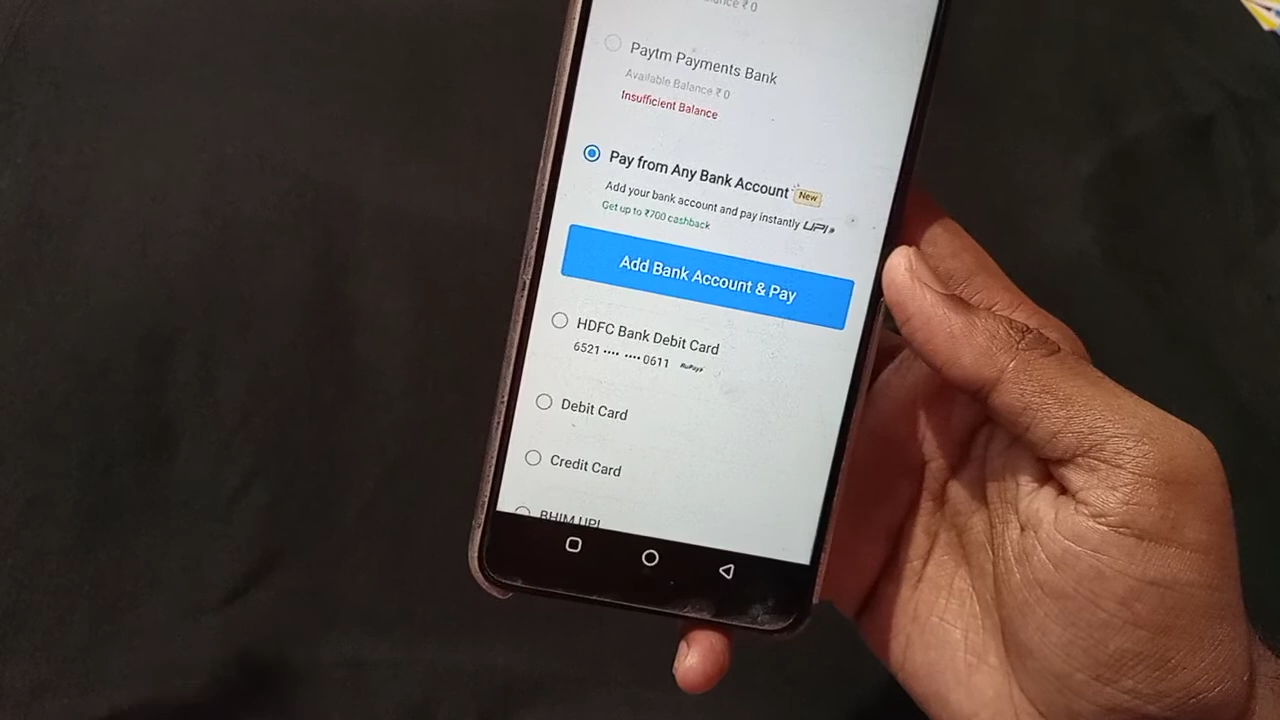 ₹ 0
Paytm Payments Bank
Available Balance ₹ 0
Insufficient Balance
Pay from Any Bank Account New
Add your bank account and pay instantly UPI
Get up to ₹700 cashback
Add Bank Account & Pay
HDFC Bank Debit Card
6521 •••• •••• 0611 RuPay
Debit Card
Credit Card
BHIM UPI